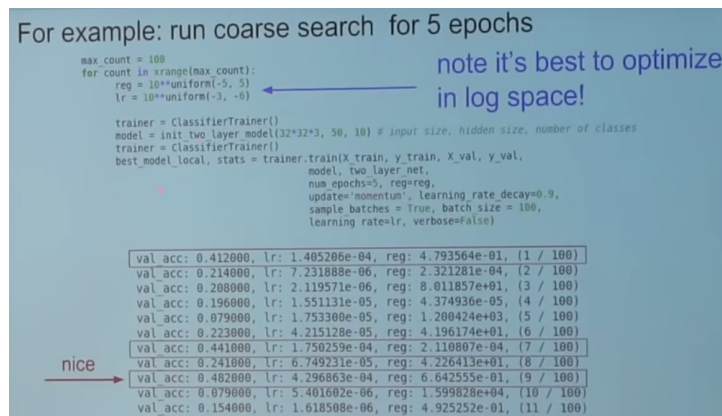 For example: run coarse search for 5 epochs
max_count = 100
for count in xrange(max_count):
reg = 10**uniform(-5, 5)
lr = 10**uniform(-3, -6)
note it's best to optimize
in log space!
trainer = ClassifierTrainer()
model = init_two_layer_model(32*32*3, 50, 10) # input size, hidden size, number of classes
trainer = ClassifierTrainer()
best_model_local, stats = trainer.train(X_train, y_train, X_val, y_val,
model, two_layer_net,
num_epochs=5, reg=reg,
update='momentum', learning_rate_decay=0.9,
sample_batches = True, batch_size = 100,
learning_rate=lr, verbose=False)
val_acc: 0.412000, lr: 1.405206e-04, reg: 4.793564e-01, (1 / 100)
val_acc: 0.214000, lr: 7.231888e-06, reg: 2.321281e-04, (2 / 100)
val_acc: 0.208000, lr: 2.119571e-06, reg: 8.011857e+01, (3 / 100)
val_acc: 0.196000, lr: 1.551131e-05, reg: 4.374936e-05, (4 / 100)
val_acc: 0.079000, lr: 1.753300e-05, reg: 1.200424e+03, (5 / 100)
val_acc: 0.223000, lr: 4.215128e-05, reg: 4.196174e+01, (6 / 100)
val_acc: 0.441000, lr: 1.750259e-04, reg: 2.110807e-04, (7 / 100)
val_acc: 0.241000, lr: 6.749231e-05, reg: 4.226413e+01, (8 / 100)
nice
val_acc: 0.482000, lr: 4.296863e-04, reg: 6.642555e-01, (9 / 100)
val_acc: 0.079000, lr: 5.401602e-06, reg: 1.599828e+04, (10 / 100)
val_acc: 0.154000, lr: 1.618508e-06, reg: 4.925252e-01, (11 / 100)